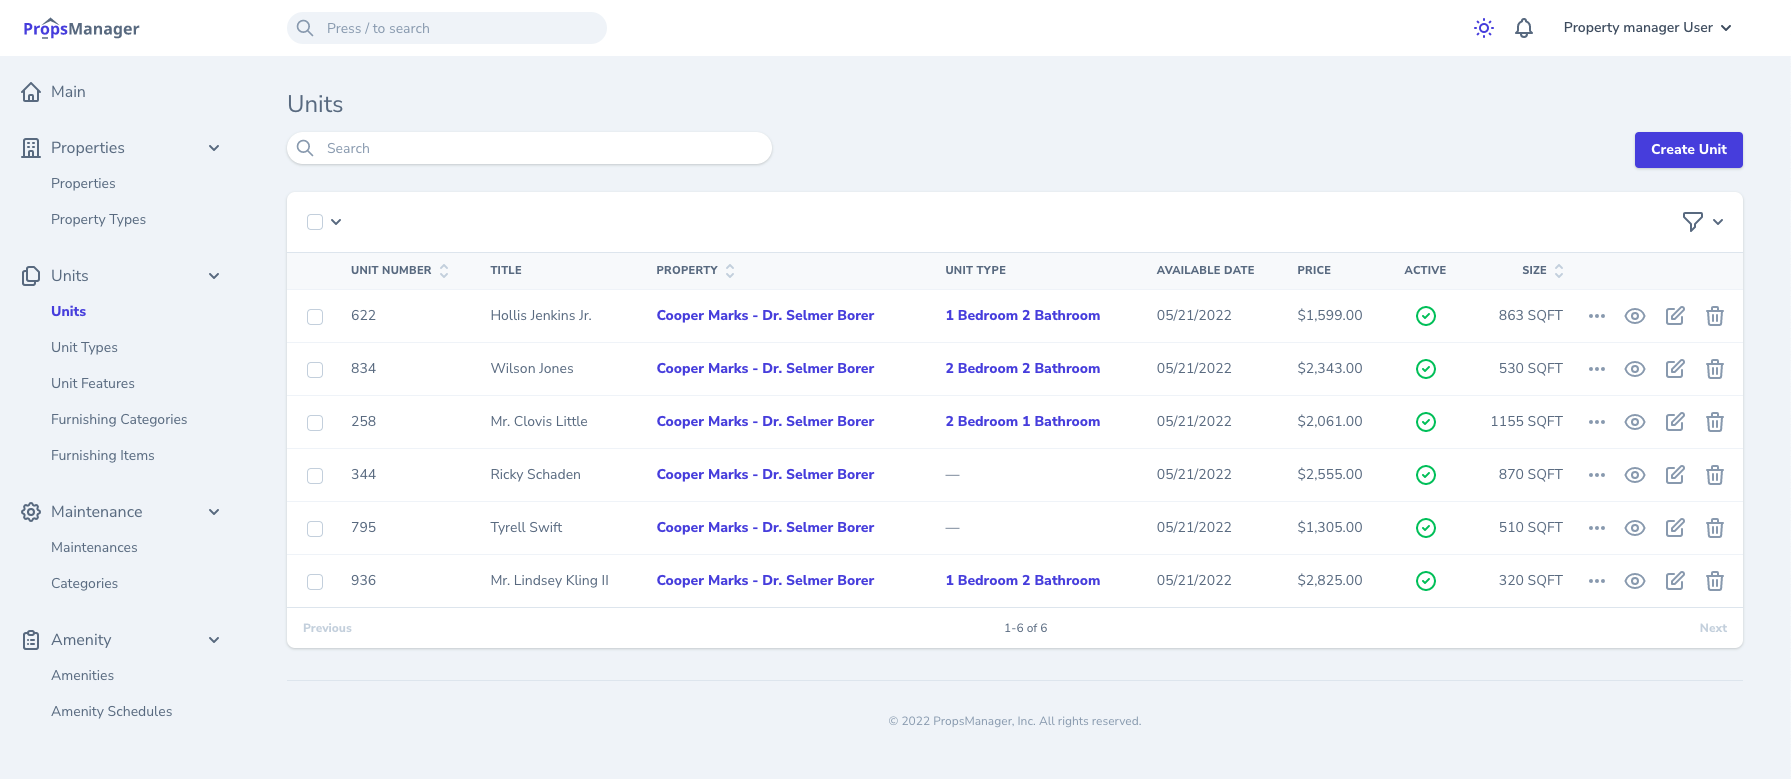 PropsManager
Press / to search
Property manager User
Main
Properties
Properties
Property Types
Units
Units
Unit Types
Unit Features
Furnishing Categories
Furnishing Items
Maintenance
Maintenances
Categories
Amenity
Amenities
Amenity Schedules
Units
Search
Create Unit
UNIT NUMBER TITLE PROPERTY UNIT TYPE AVAILABLE DATE PRICE ACTIVE SIZE
622 Hollis Jenkins Jr. Cooper Marks - Dr. Selmer Borer 1 Bedroom 2 Bathroom 05/21/2022 $1,599.00 863 SQFT
834 Wilson Jones Cooper Marks - Dr. Selmer Borer 2 Bedroom 2 Bathroom 05/21/2022 $2,343.00 530 SQFT
258 Mr. Clovis Little Cooper Marks - Dr. Selmer Borer 2 Bedroom 1 Bathroom 05/21/2022 $2,061.00 1155 SQFT
344 Ricky Schaden Cooper Marks - Dr. Selmer Borer — 05/21/2022 $2,555.00 870 SQFT
795 Tyrell Swift Cooper Marks - Dr. Selmer Borer — 05/21/2022 $1,305.00 510 SQFT
936 Mr. Lindsey Kling II Cooper Marks - Dr. Selmer Borer 1 Bedroom 2 Bathroom 05/21/2022 $2,825.00 320 SQFT
Previous 1-6 of 6 Next
© 2022 PropsManager, Inc. All rights reserved.